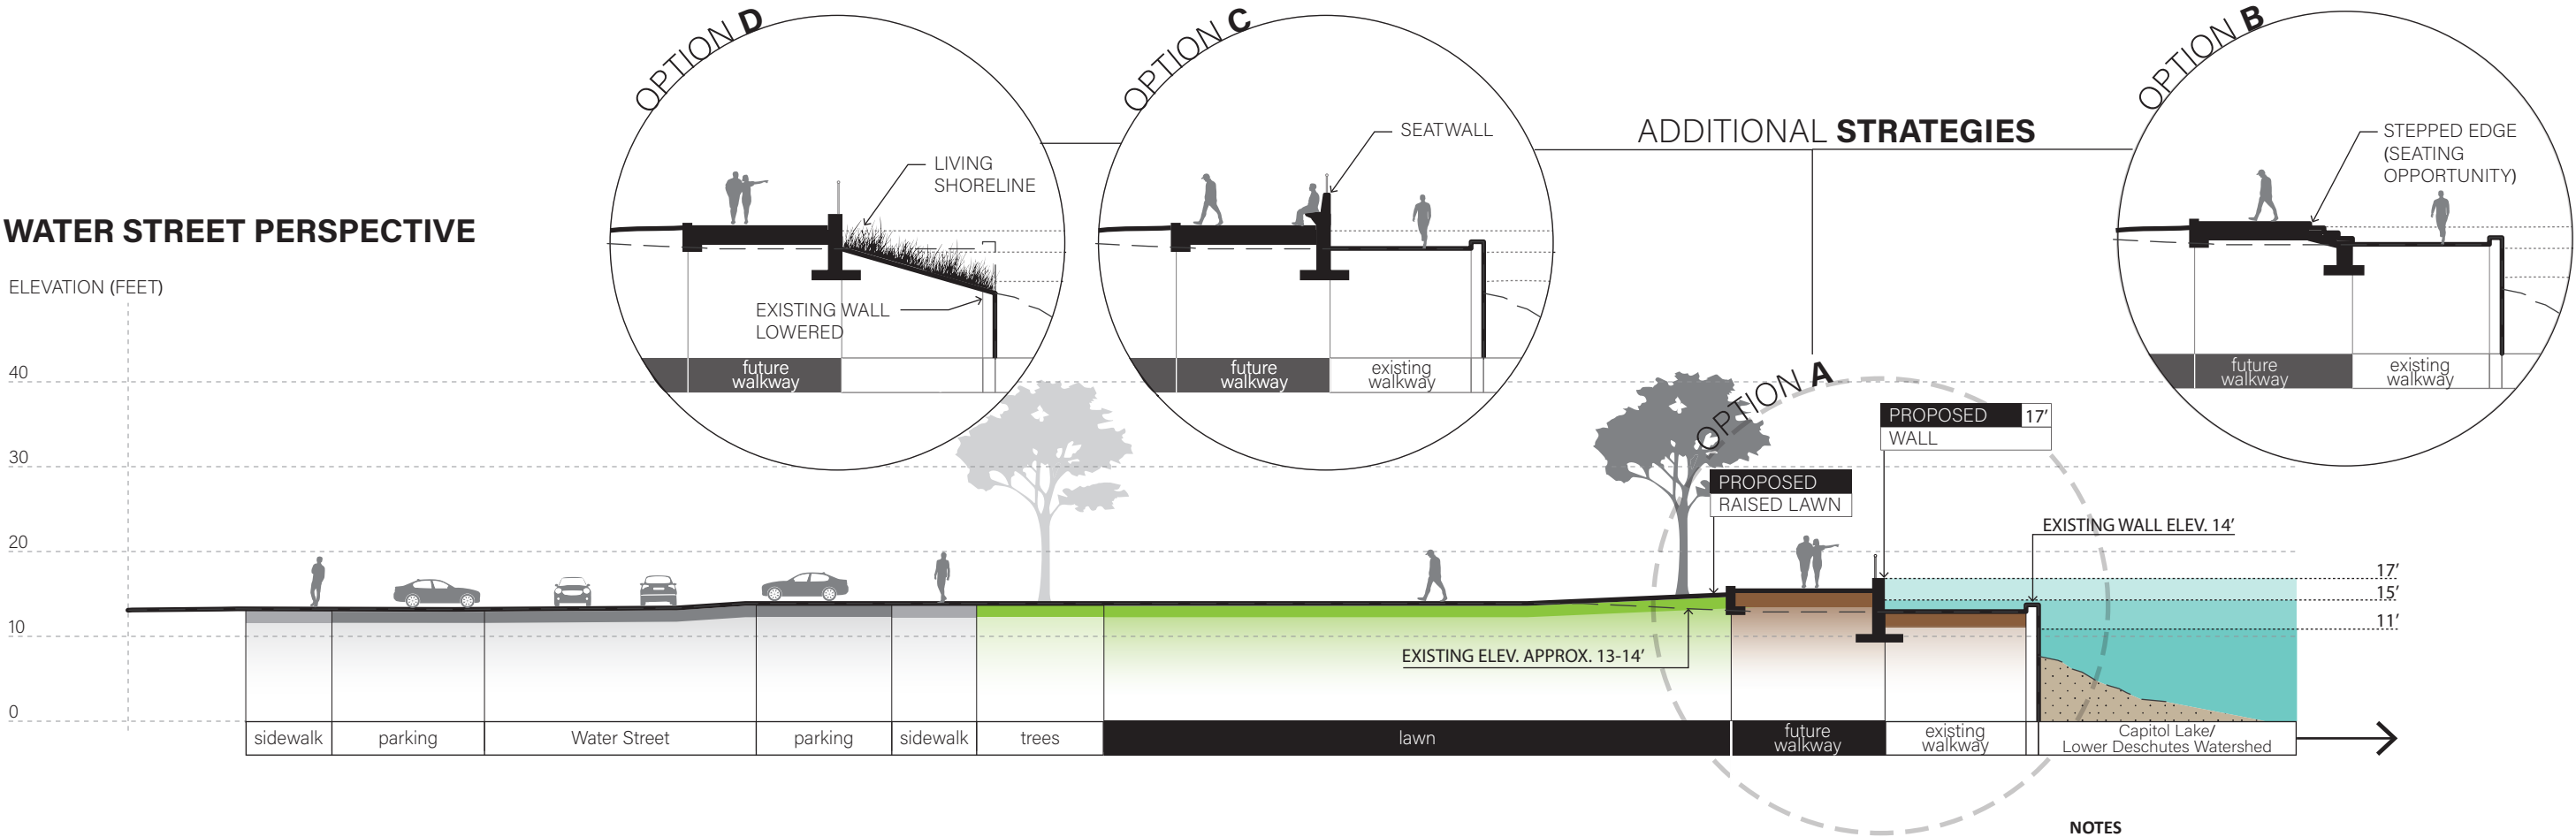 OPTION D
OPTION C
OPTION B
ADDITIONAL STRATEGIES
LIVING
SHORELINE
EXISTING WALL
LOWERED
future
walkway
SEATWALL
future
walkway
existing
walkway
STEPPED EDGE
(SEATING
OPPORTUNITY)
future
walkway
existing
walkway
WATER STREET PERSPECTIVE
ELEVATION (FEET)
40
30
20
10
0
OPTION A
PROPOSED 17'
WALL
PROPOSED
RAISED LAWN
EXISTING WALL ELEV. 14'
EXISTING ELEV. APPROX. 13-14'
17'
15'
11'
sidewalk
parking
Water Street
parking
sidewalk
trees
lawn
future
walkway
existing
walkway
Capitol Lake/
Lower Deschutes Watershed
NOTES